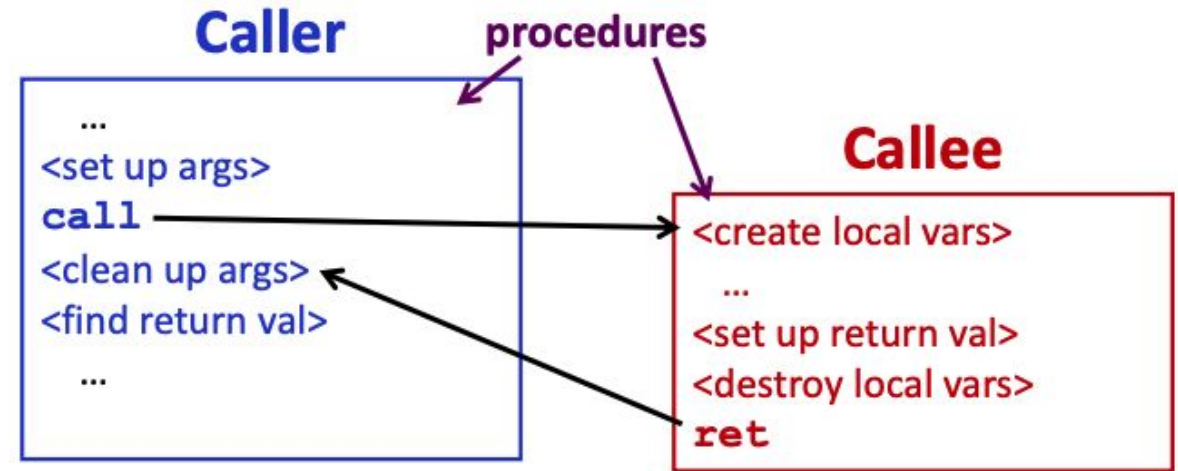 Caller
procedures
...
<set up args>
call
<clean up args>
<find return val>
...
Callee
<create local vars>
...
<set up return val>
<destroy local vars>
ret